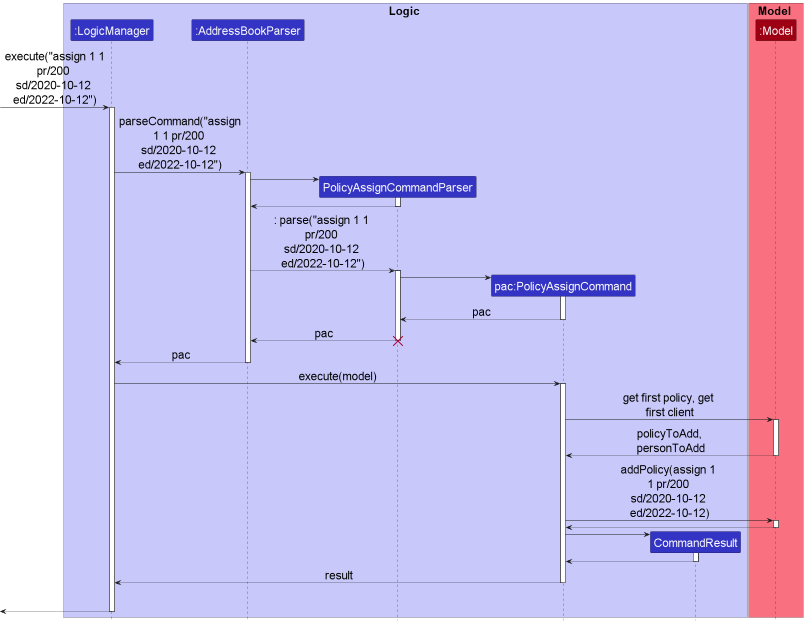 Logic
Model
:LogicManager
:AddressBookParser
:Model
execute("assign 1 1
pr/200
sd/2020-10-12
ed/2022-10-12")
parseCommand("assign
1 1 pr/200
sd/2020-10-12
ed/2022-10-12")
PolicyAssignCommandParser
: parse("assign 1 1
pr/200
sd/2020-10-12
ed/2022-10-12")
pac:PolicyAssignCommand
pac
pac
pac
execute(model)
get first policy, get
first client
policyToAdd,
personToAdd
addPolicy(assign 1
1 pr/200
sd/2020-10-12
ed/2022-10-12)
CommandResult
result